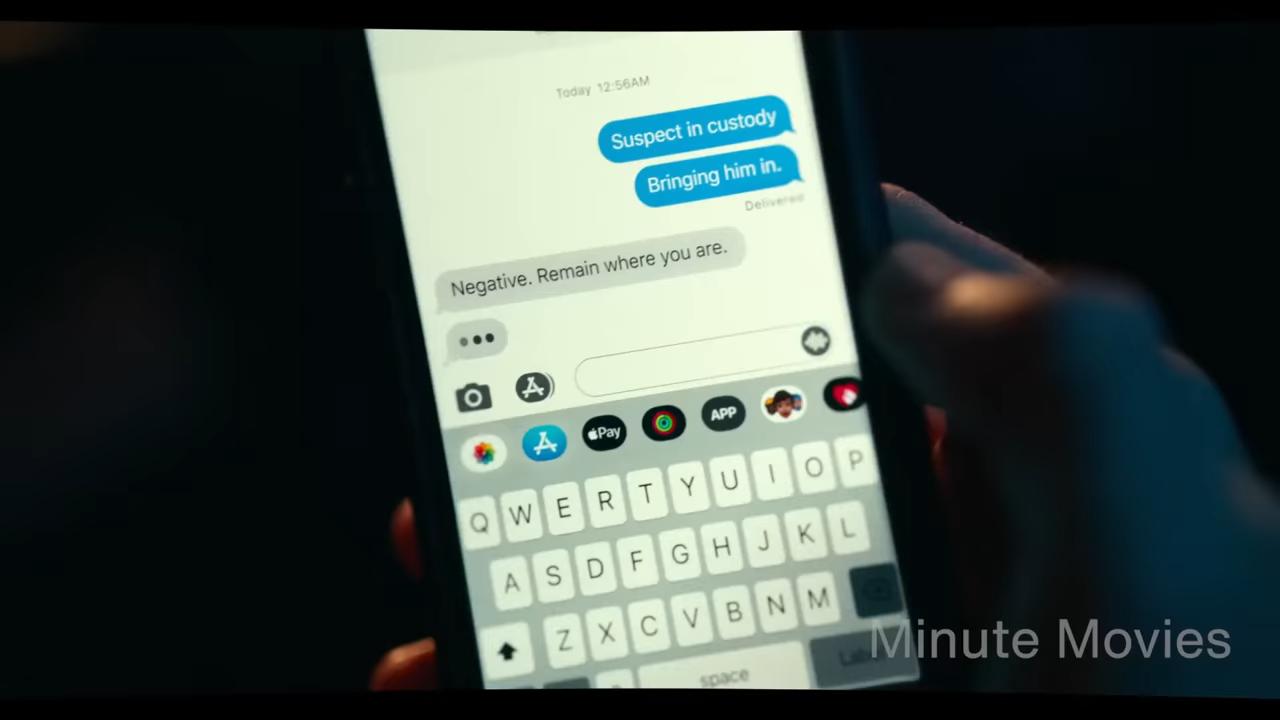 Today 12:56AM
Suspect in custody
Bringing him in.
Delivered
Negative. Remain where you are.
Pay
APP
Q W E R T Y U I O P
A S D F G H J K L
Z X C V B N M
space
Minute Movies